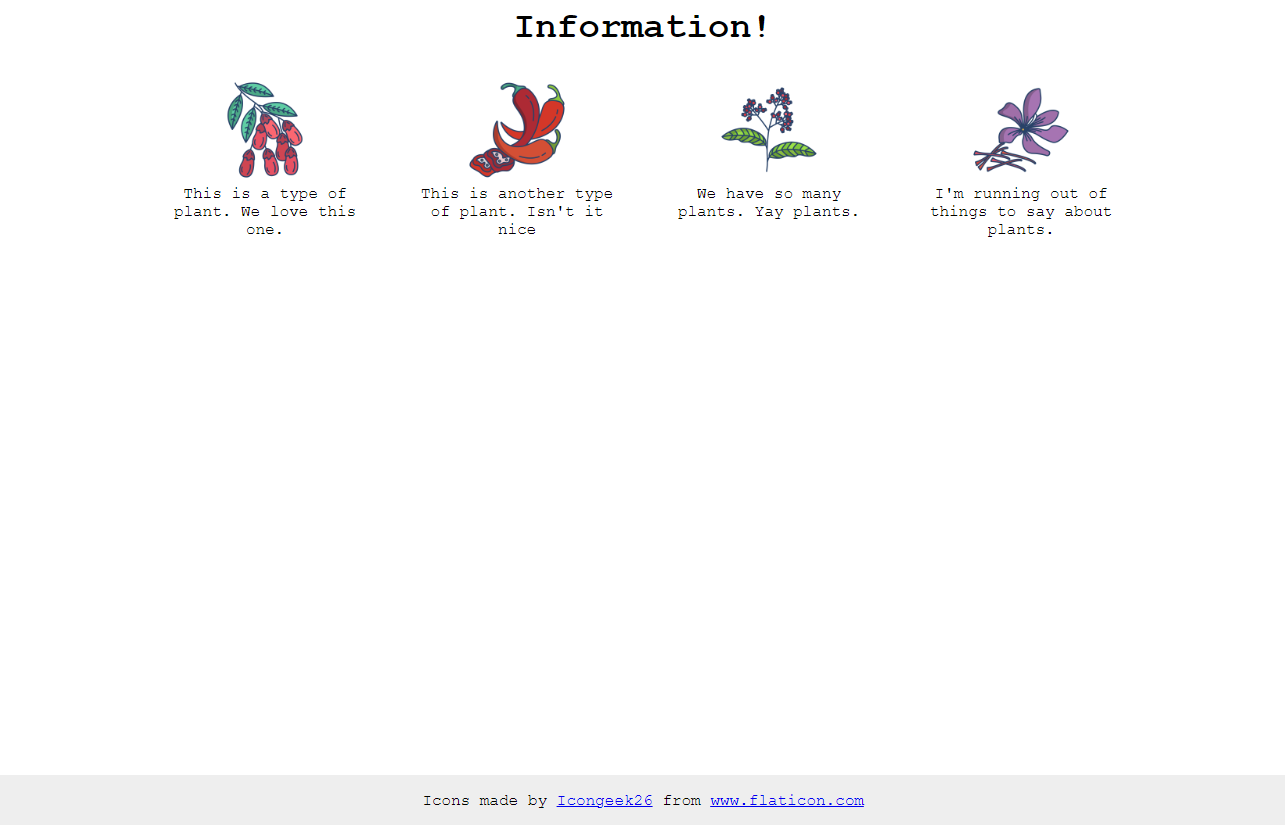 Information!
This is a type of
plant. We love this
one.
This is another type
of plant. Isn't it
nice
We have so many
plants. Yay plants.
I'm running out of
things to say about
plants.
Icons made by Icongeek26 from www.flaticon.com